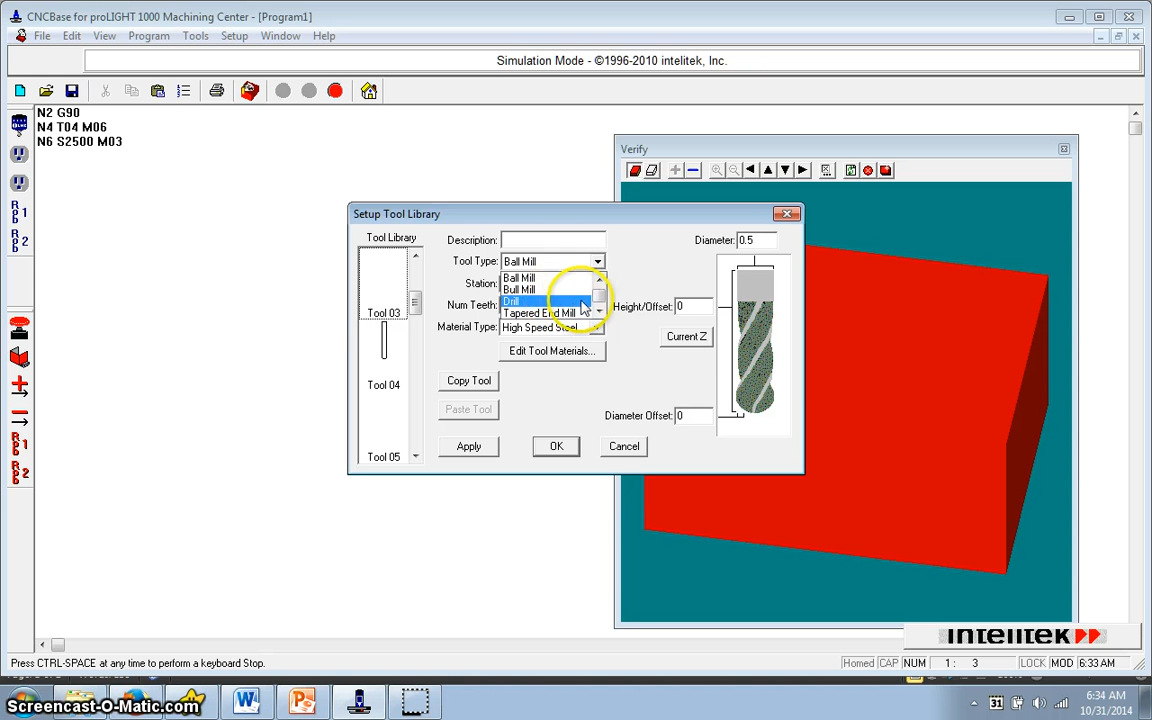 CNCBase for proLIGHT 1000 Machining Center - [Program1]
File Edit View Program Tools Setup Window Help
Simulation Mode - ©1996-2010 intelitek, Inc.
N2 G90
N4 T04 M06
N6 S2500 M03
Verify
Setup Tool Library
Tool Library
Description:
Diameter: 0.5
Tool Type: Ball Mill
Station:
Ball Mill
Bull Mill
Drill
Tapered End Mill
Num Teeth:
Height/Offset: 0
Tool 03
Material Type: High Speed Steel
Current Z
Edit Tool Materials...
Copy Tool
Tool 04
Paste Tool
Diameter Offset: 0
Apply OK Cancel
Tool 05
intelitek
Press CTRL-SPACE at any time to perform a keyboard Stop.
Homed CAP NUM 1 : 3 LOCK MOD 6:33 AM
Screencast-O-Matic.com
31
6:34 AM
10/31/2014